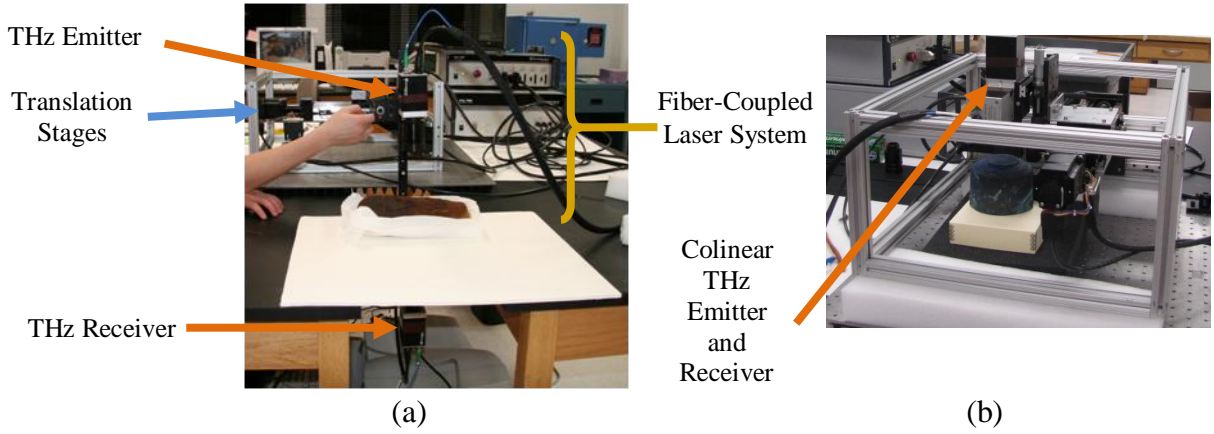 THz Emitter
Translation
Stages
THz Receiver
Fiber-Coupled
Laser System
Colinear
THz
Emitter
and
Receiver
(a)
(b)